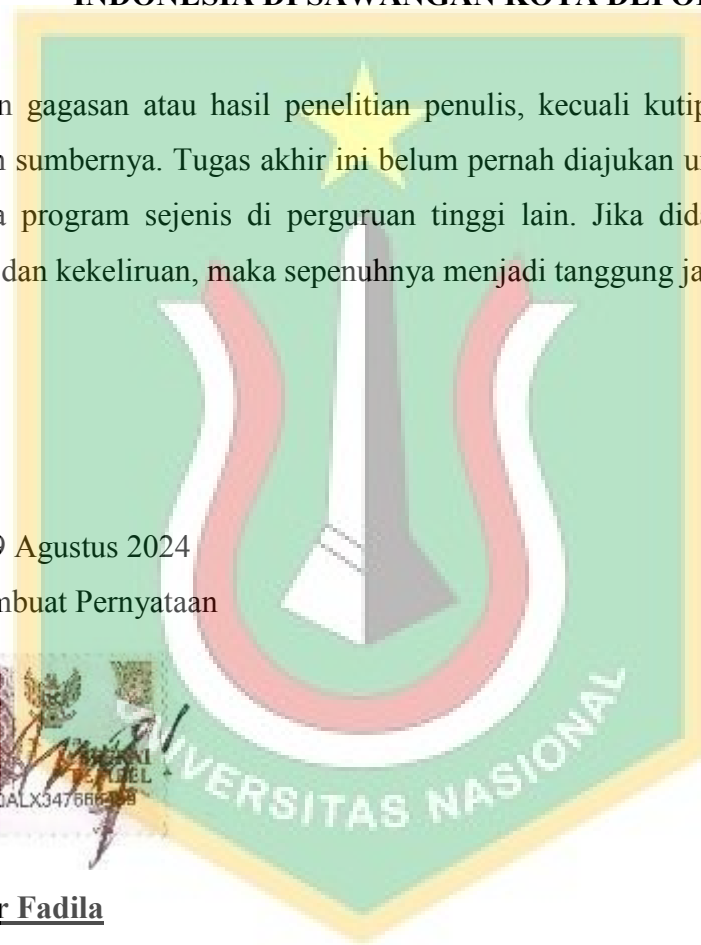 INDONESIA DI SAWANGAN KOTA DEPO
n gagasan atau hasil penelitian penulis, kecuali kutip
n sumbernya. Tugas akhir ini belum pernah diajukan u
a program sejenis di perguruan tinggi lain. Jika dida
dan kekeliruan, maka sepenuhnya menjadi tanggung ja
9 Agustus 2024
mbuat Pernyataan
UNIVERSITAS NASIONAL
r Fadila